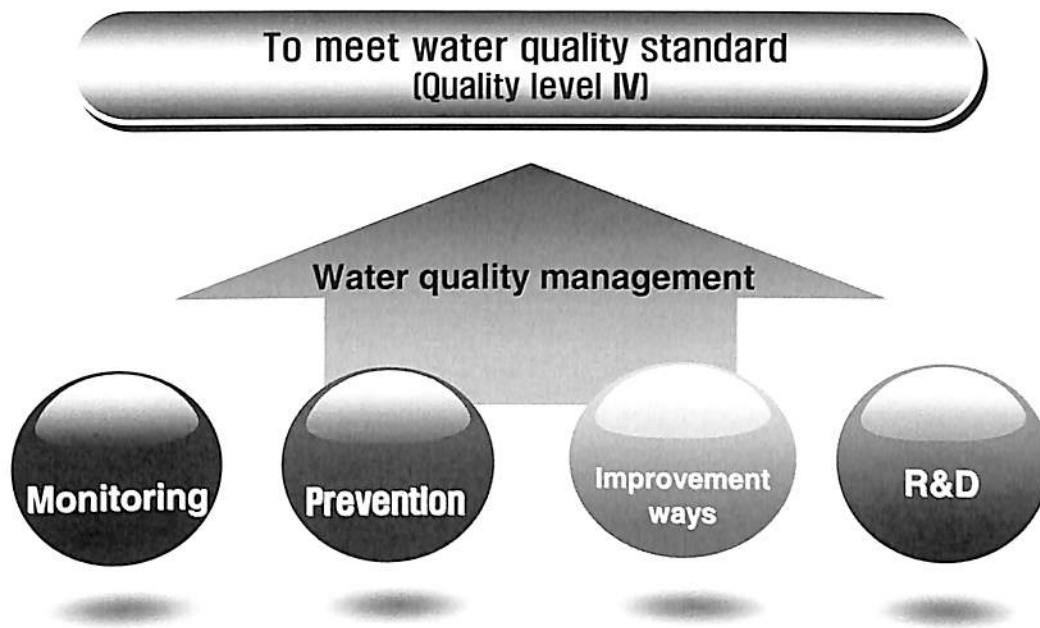 To meet water quality standard
(Quality level IV)
Water quality management
Monitoring
Prevention
Improvement
ways
R&D